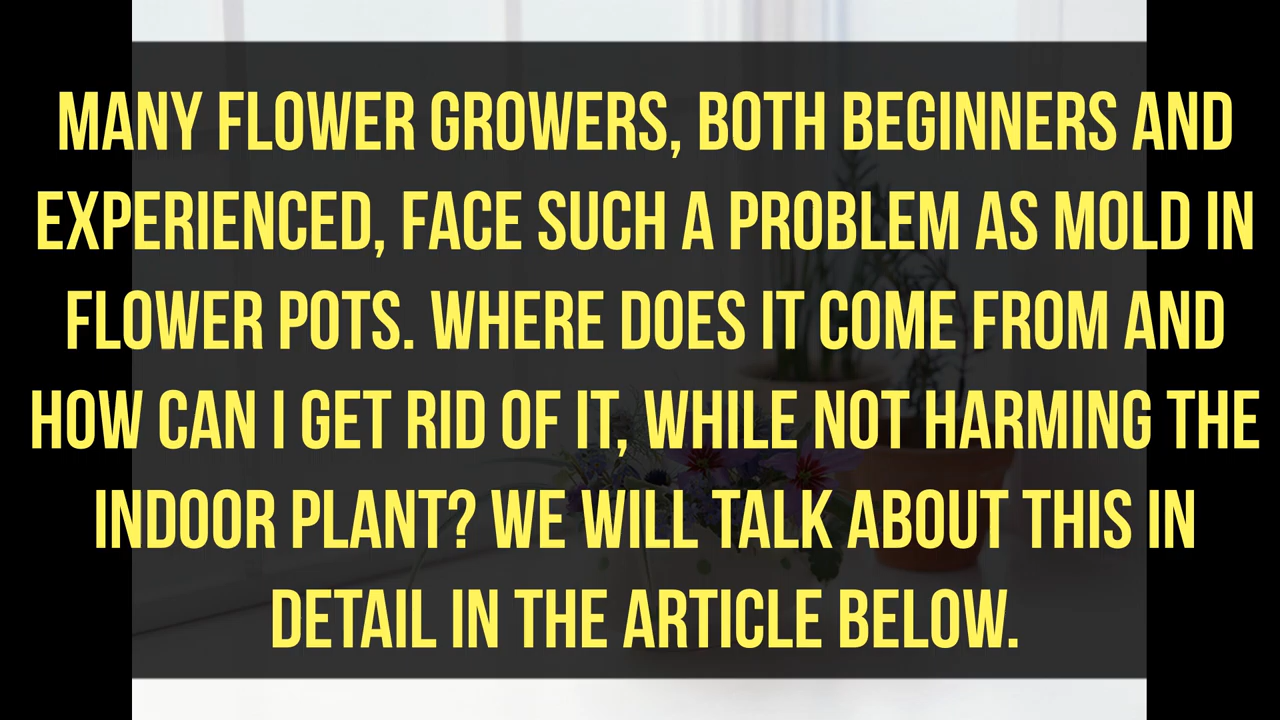 MANY FLOWER GROWERS, BOTH BEGINNERS AND
EXPERIENCED, FACE SUCH A PROBLEM AS MOLD IN
FLOWER POTS. WHERE DOES IT COME FROM AND
HOW CAN I GET RID OF IT, WHILE NOT HARMING THE
INDOOR PLANT? WE WILL TALK ABOUT THIS IN
DETAIL IN THE ARTICLE BELOW.